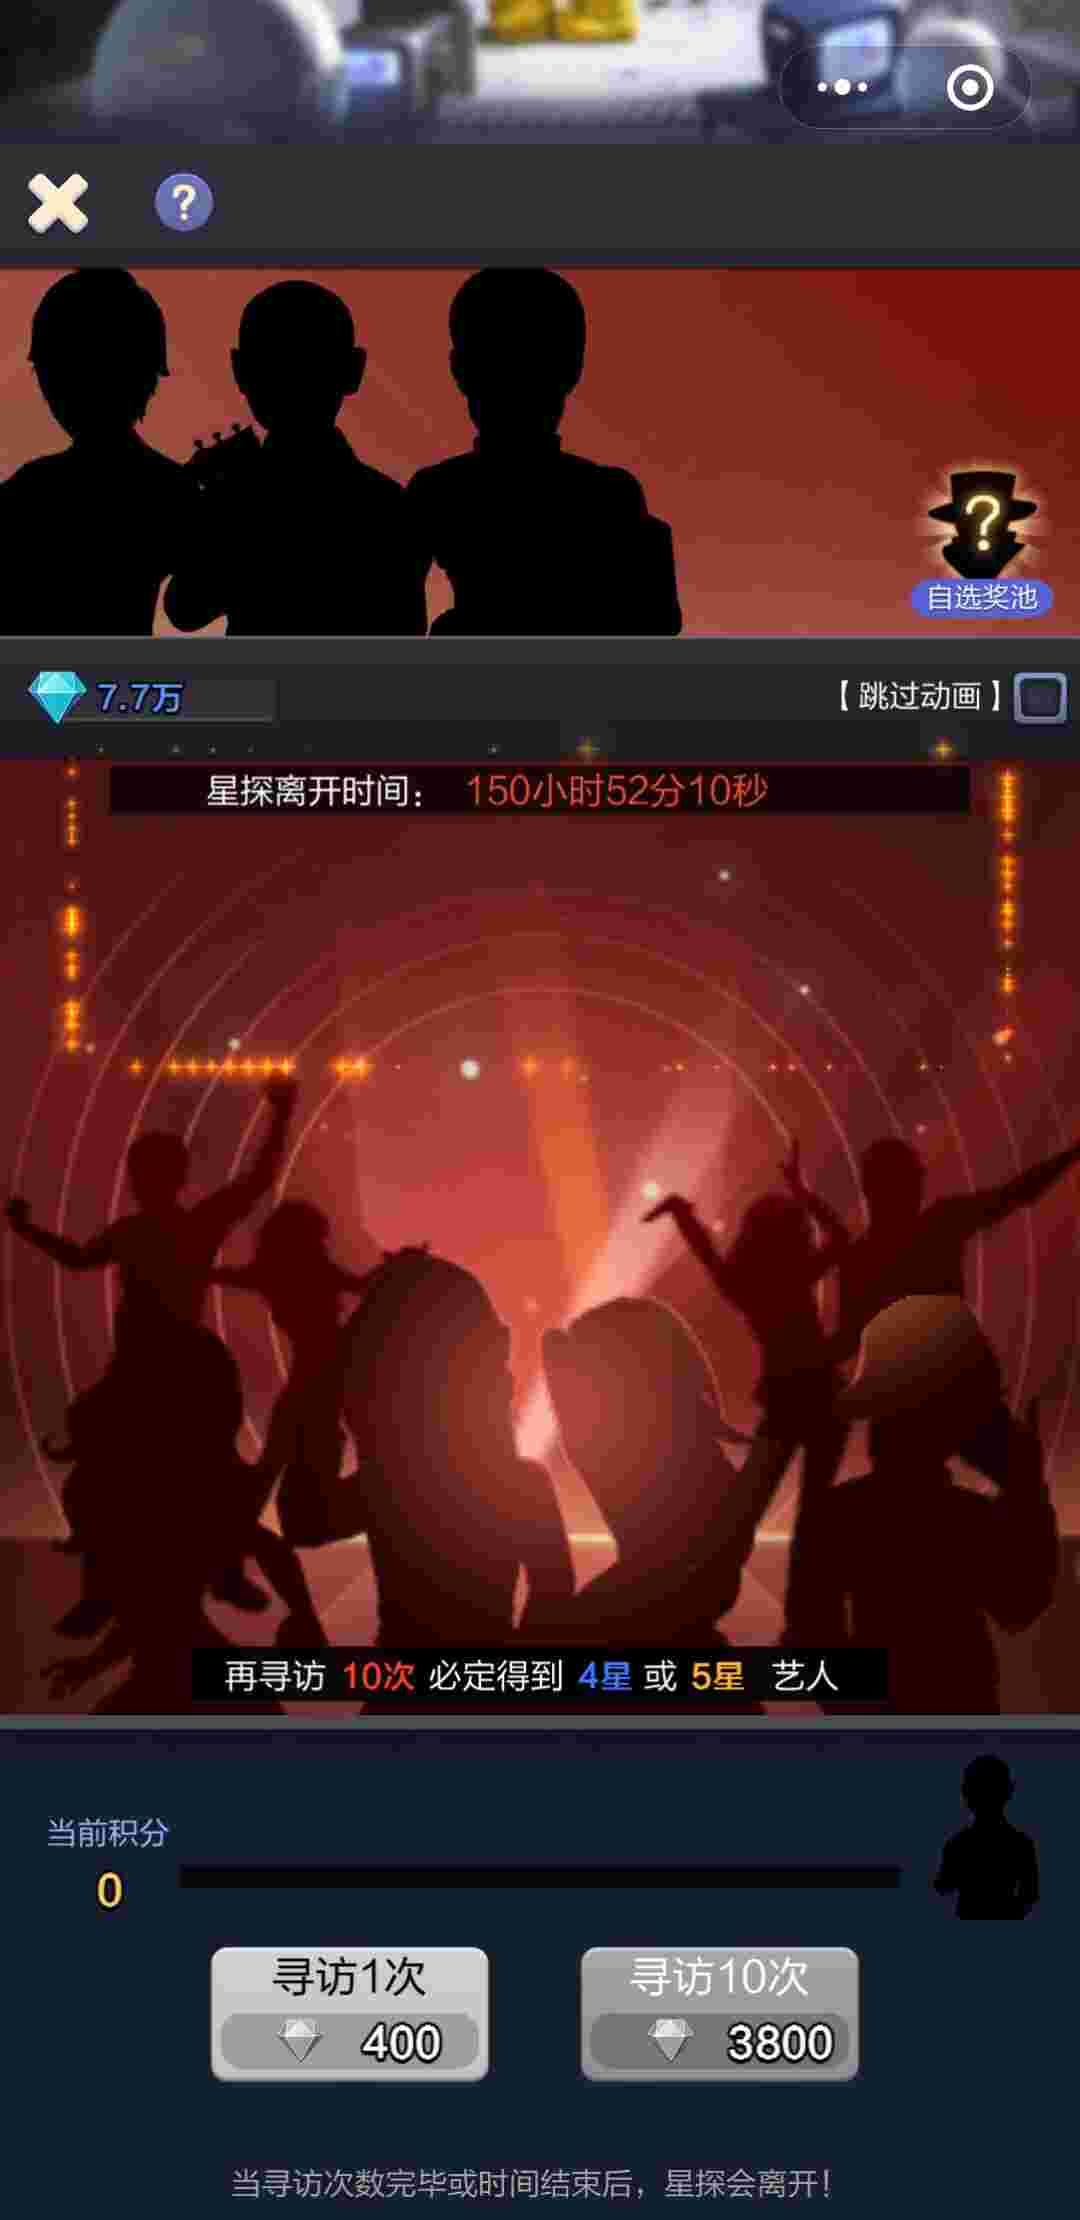 ?
?
自选奖池
7.7万
【跳过动画】
星探离开时间： 150小时52分10秒
再寻访 10次 必定得到 4星 或 5星 艺人
当前积分
0
寻访1次
寻访10次
400
3800
当寻访次数完毕或时间结束后，星探会离开！